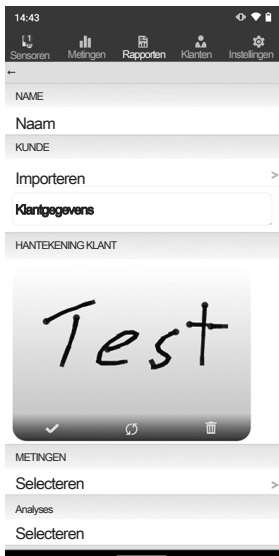 14:43
Sensoren Metingen Rapporten Klanten Instellingen
←
NAME
Naam
KUNDE
Importeren >
Klantgegevens
HANTEKENING KLANT
Test
METINGEN
Selecteren >
Analyses
Selecteren